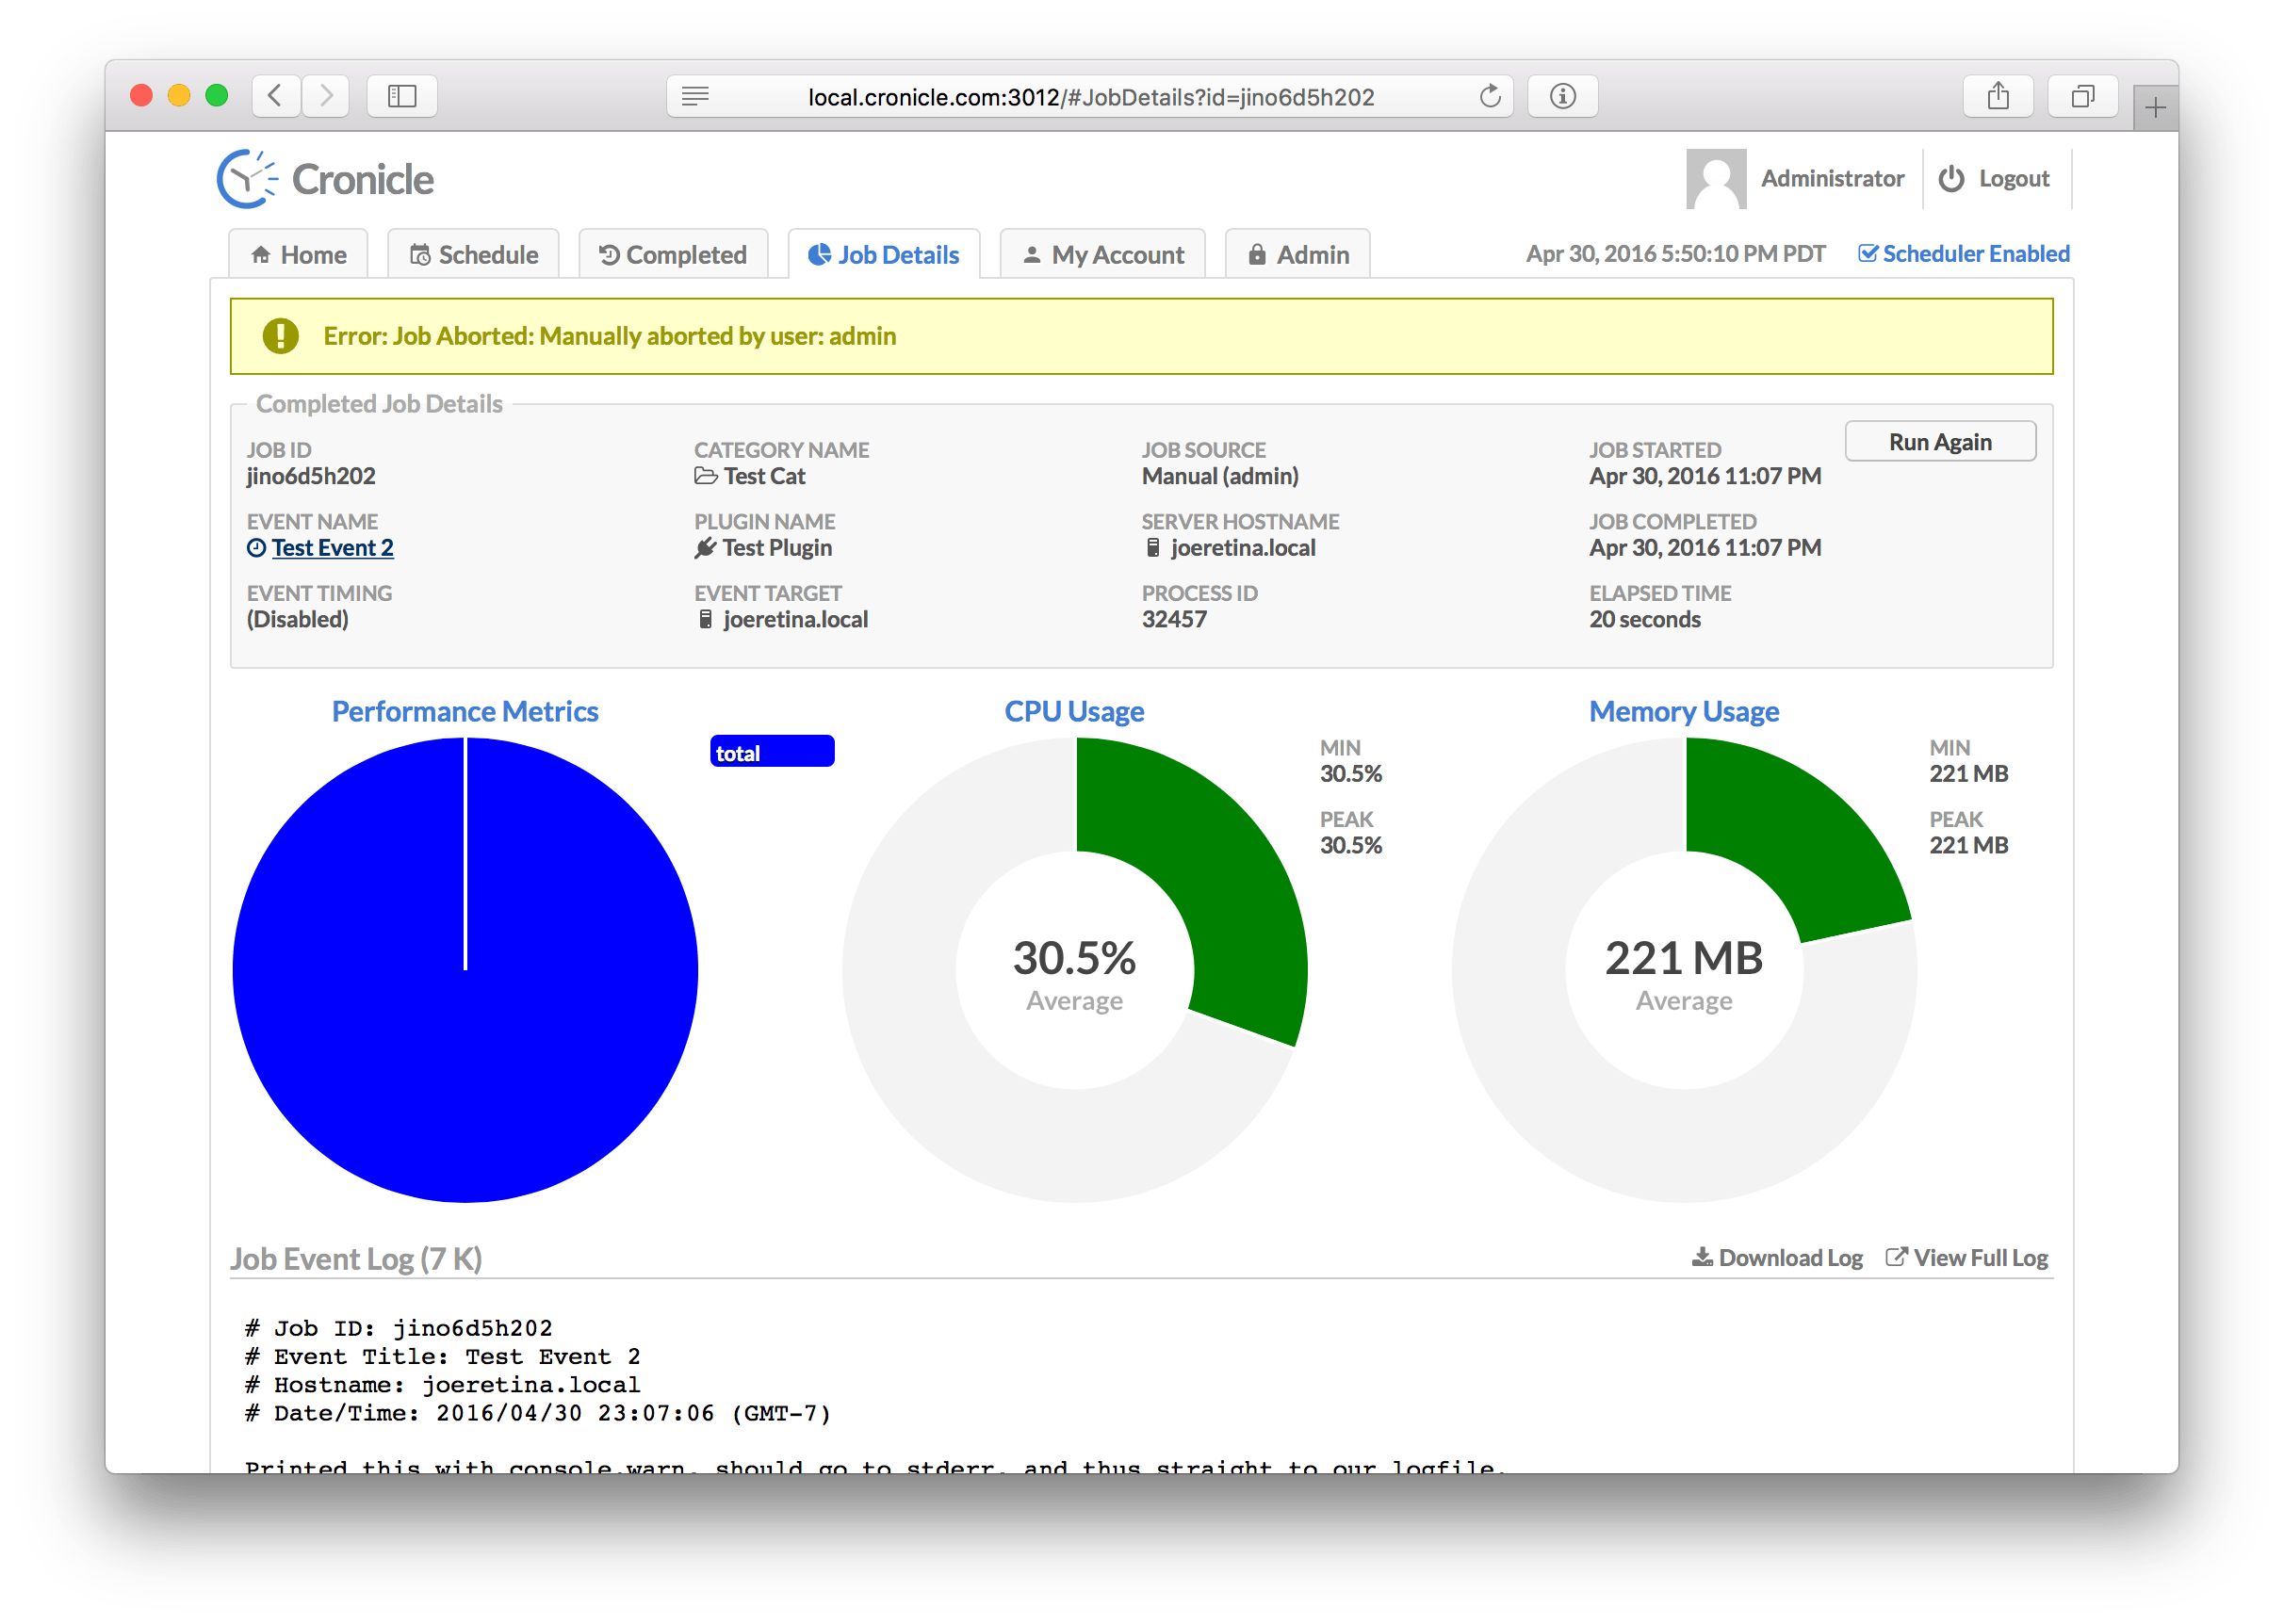 local.cronicle.com:3012/#JobDetails?id=jino6d5h202
Cronicle
Administrator
Logout
Home
Schedule
Completed
Job Details
My Account
Admin
Apr 30, 2016 5:50:10 PM PDT
Scheduler Enabled
Error: Job Aborted: Manually aborted by user: admin
Completed Job Details
JOB ID
jino6d5h202
CATEGORY NAME
Test Cat
JOB SOURCE
Manual (admin)
JOB STARTED
Apr 30, 2016 11:07 PM
Run Again
EVENT NAME
Test Event 2
PLUGIN NAME
Test Plugin
SERVER HOSTNAME
joeretina.local
JOB COMPLETED
Apr 30, 2016 11:07 PM
EVENT TIMING
(Disabled)
EVENT TARGET
joeretina.local
PROCESS ID
32457
ELAPSED TIME
20 seconds
Performance Metrics
total
CPU Usage
MIN
30.5%
PEAK
30.5%
30.5%
Average
Memory Usage
MIN
221 MB
PEAK
221 MB
221 MB
Average
Job Event Log (7 K)
Download Log
View Full Log
# Job ID: jino6d5h202
# Event Title: Test Event 2
# Hostname: joeretina.local
# Date/Time: 2016/04/30 23:07:06 (GMT-7)
Printed this with console.warn, should go to stderr, and thus straight to our logfile.